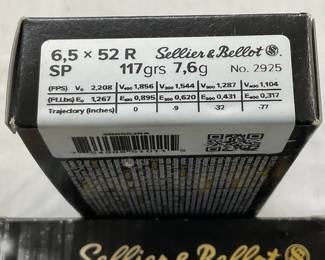 6,5 × 52 R Sellier & Bellot SB
SP 117grs 7,6g No. 2925
(FPS) V₀ 2,208 V₁₀₀ 1,856 V₂₀₀ 1,544 V₃₀₀ 1,287 V₄₀₀ 1,104
(Ft.Lbs) E₀ 1,267 E₁₀₀ 0,895 E₂₀₀ 0,620 E₃₀₀ 0,431 E₄₀₀ 0,317
Trajectory (inches) 0 -9 -32 -77
Sellier & Bellot